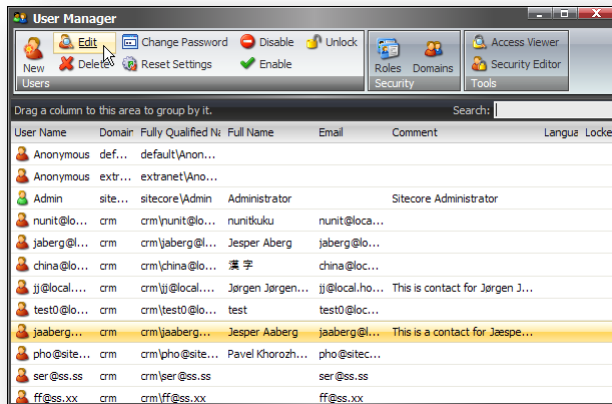 User Manager
Edit Change Password Disable Unlock
New Delete Reset Settings Enable
Users
Roles Domains
Security
Access Viewer
Security Editor
Tools
Drag a column to this area to group by it. Search:
User Name Domain Fully Qualified Na Full Name Email Comment Langua Locke
Anonymous def... default\Anon...
Anonymous extr... extranet\Ano...
Admin site... sitecore\Admin Administrator Sitecore Administrator
nunit@lo... crm crm\nunit@lo... nunitkuku nunit@loca...
jaberg@l... crm crm\jaberg@l... Jesper Aberg jaberg@lo...
china@lo... crm crm\china@lo... 漢字 china@loc...
jj@local.... crm crm\jj@local.... Jørgen Jørgen... jj@local.ho... This is contact for Jørgen J...
test0@lo... crm crm\test0@lo... test test0@loc...
jaaberg... crm crm\jaaberg... Jesper Aaberg jaaberg@l... This is a contact for Jæspe...
pho@site... crm crm\pho@site... Pavel Khorozh... pho@sitec...
ser@ss.ss crm crm\ser@ss.ss ser@ss.ss
ff@ss.xx crm crm\ff@ss.xx ff@ss.xx